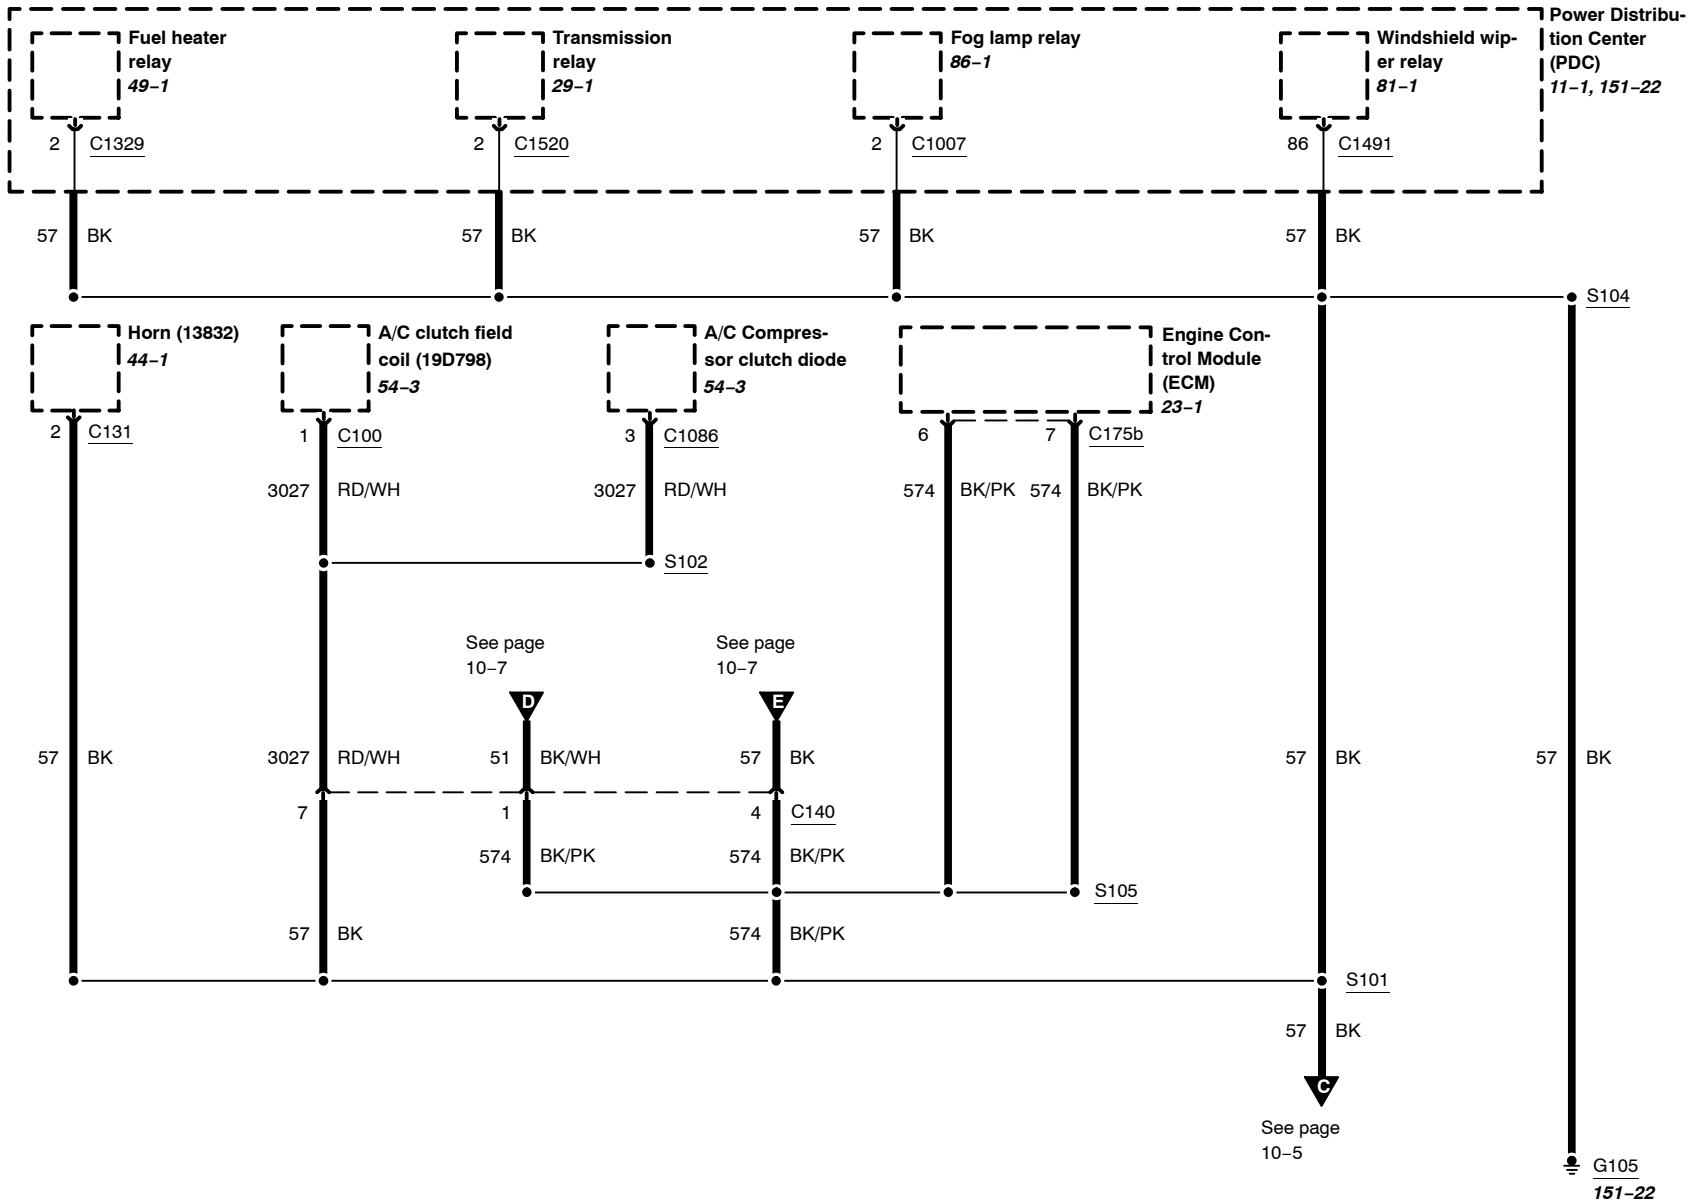 Power Distribu-
tion Center
(PDC)
11–1, 151–22
Fuel heater
relay
49–1
Transmission
relay
29–1
Fog lamp relay
86–1
Windshield wip-
er relay
81–1
2 C1329
2 C1520
2 C1007
86 C1491
57 BK
57 BK
57 BK
57 BK
S104
Horn (13832)
44–1
A/C clutch field
coil (19D798)
54–3
A/C Compres-
sor clutch diode
54–3
Engine Con-
trol Module
(ECM)
23–1
2 C131
1 C100
3 C1086
6
7 C175b
3027 RD/WH
3027 RD/WH
574 BK/PK
574 BK/PK
S102
See page
10–7
See page
10–7
D
E
57 BK
3027 RD/WH
51 BK/WH
57 BK
57 BK
57 BK
7
1
4 C140
574 BK/PK
574 BK/PK
S105
57 BK
574 BK/PK
S101
57 BK
C
See page
10–5
G105
151–22